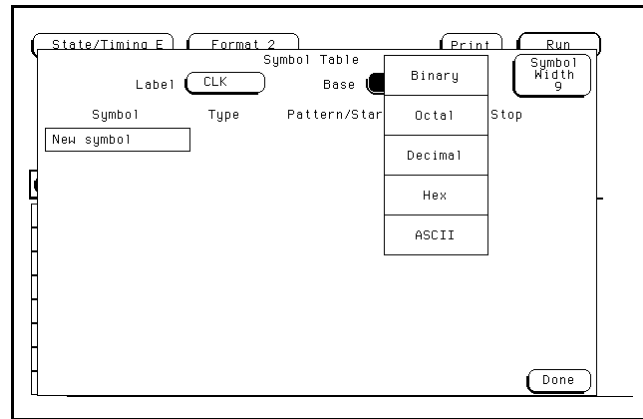 State/Timing E Format 2 Print Run
Symbol Table
Label CLK Base
Symbol Width 9
Symbol Type Pattern/Star Stop
New symbol
Binary
Octal
Decimal
Hex
ASCII
Done